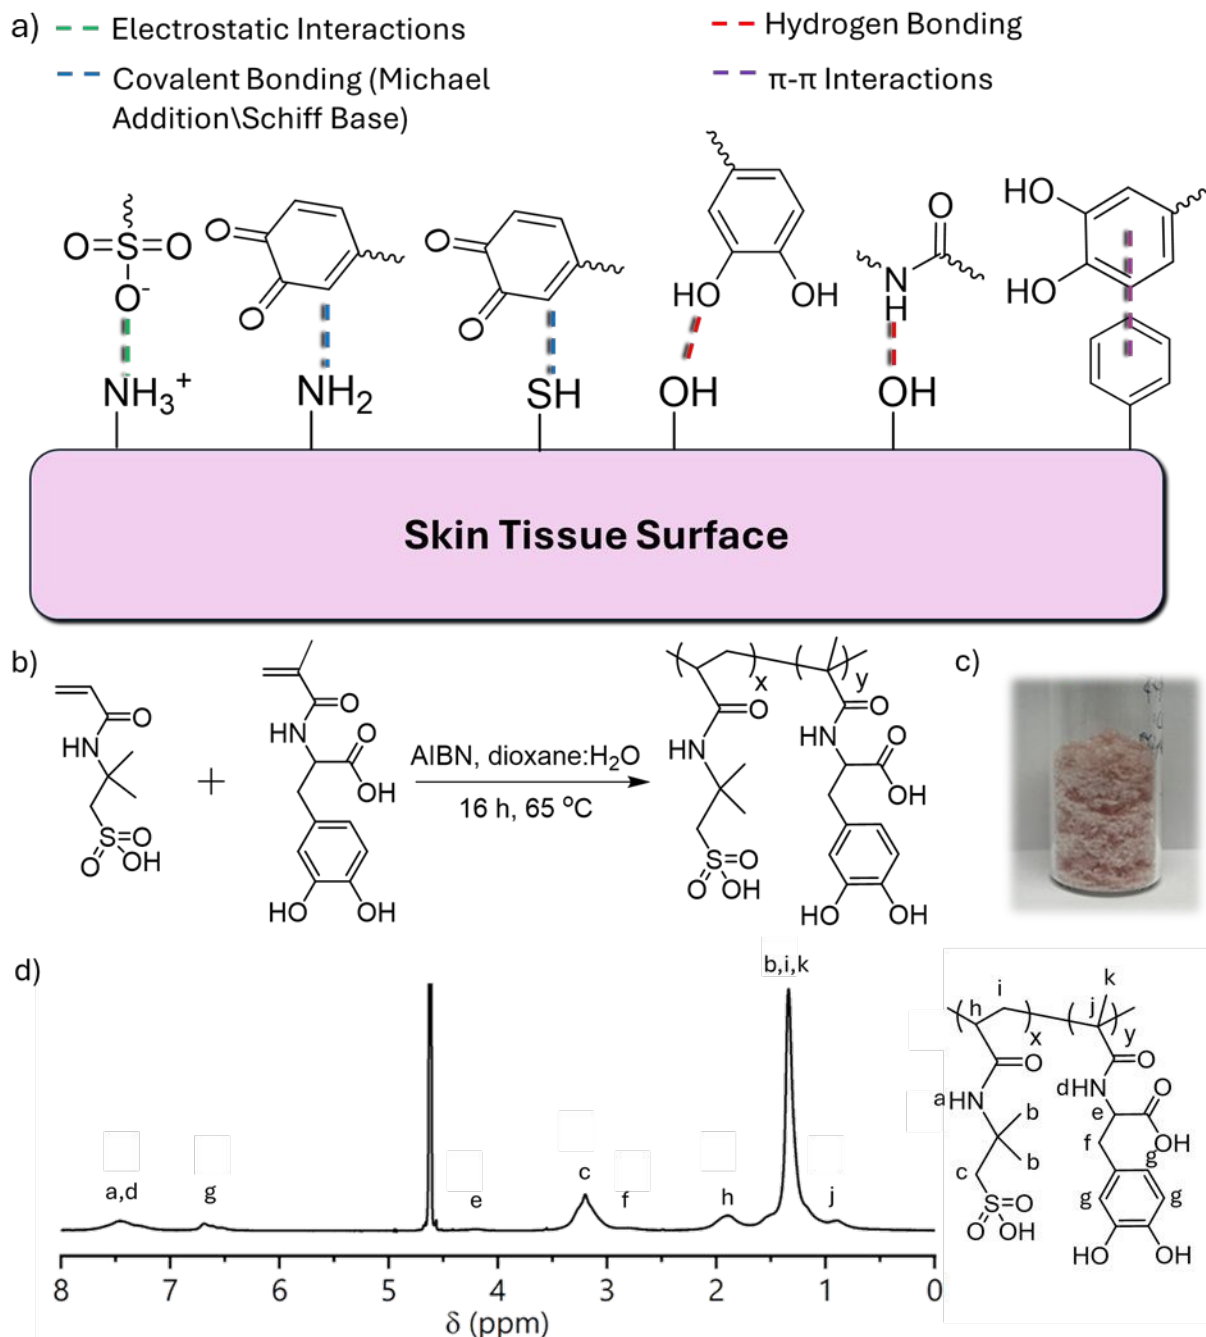 a)
Electrostatic Interactions
Hydrogen Bonding
Covalent Bonding (Michael
Addition\Schiff Base)
π-π Interactions
O=S=O
O⁻
NH₃⁺
O
O
NH₂
O
O
SH
HO
OH
OH
O
N
H
OH
HO
HO
Skin Tissue Surface
b)
O
HN
S
O
O
OH
+
O
HN
O
OH
HO
OH
AIBN, dioxane:H₂O
16 h, 65 °C
x
y
O
HN
S
O
O
OH
O
HN
O
OH
HO
OH
c)
d)
a,d
g
e
c
f
h
b,i,k
j
8 7 6 5 4 3 2 1 0
δ (ppm)
k
i
h
j
x
y
O
O
aHN
dHN
O
b
e
f
OH
b
c
g
S
O
O
OH
g
g
HO
OH